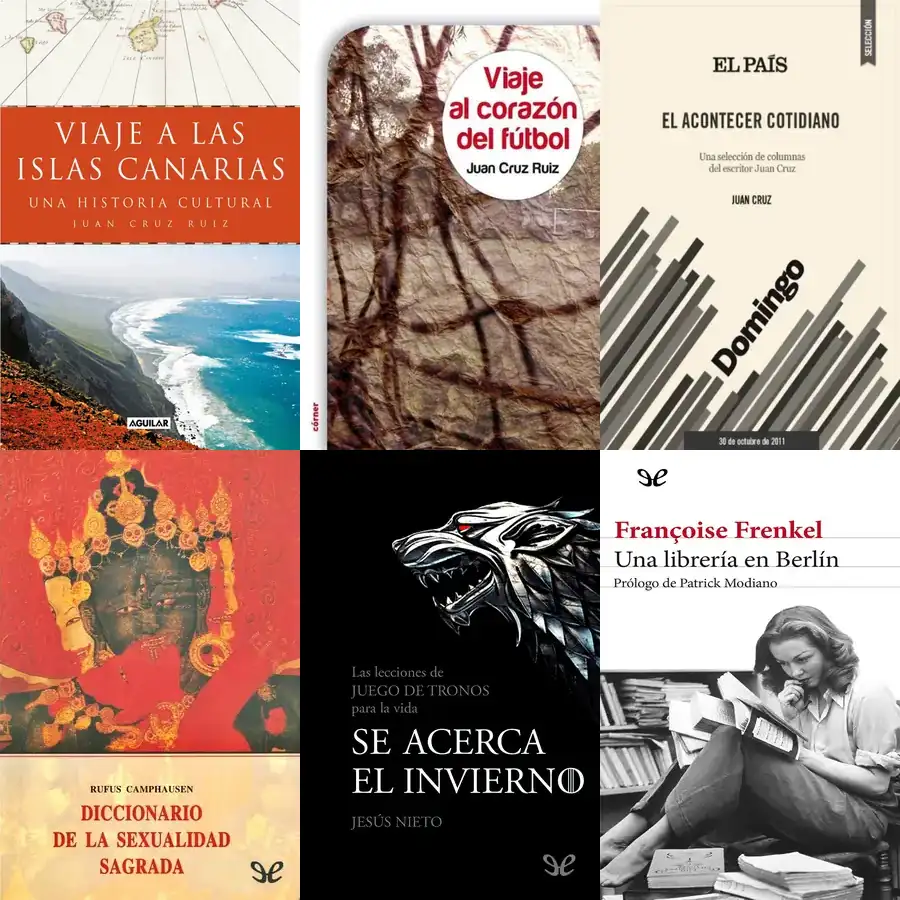 ISLE CANARIES
VIAJE A LAS
ISLAS CANARIAS
UNA HISTORIA CULTURAL
JUAN CRUZ RUIZ
AGUILAR
Viaje
al corazón
del fútbol
Juan Cruz Ruiz
córner
SELECCIÓN
EL PAÍS
EL ACONTECER COTIDIANO
Una selección de columnas
del escritor Juan Cruz
JUAN CRUZ
Domingo
30 de octubre de 2011
RUFUS CAMPHAUSEN
DICCIONARIO
DE LA SEXUALIDAD
SAGRADA
Las lecciones de
JUEGO DE TRONOS
para la vida
SE ACERCA
EL INVIERNO
JESÚS NIETO
Françoise Frenkel
Una librería en Berlín
Prólogo de Patrick Modiano